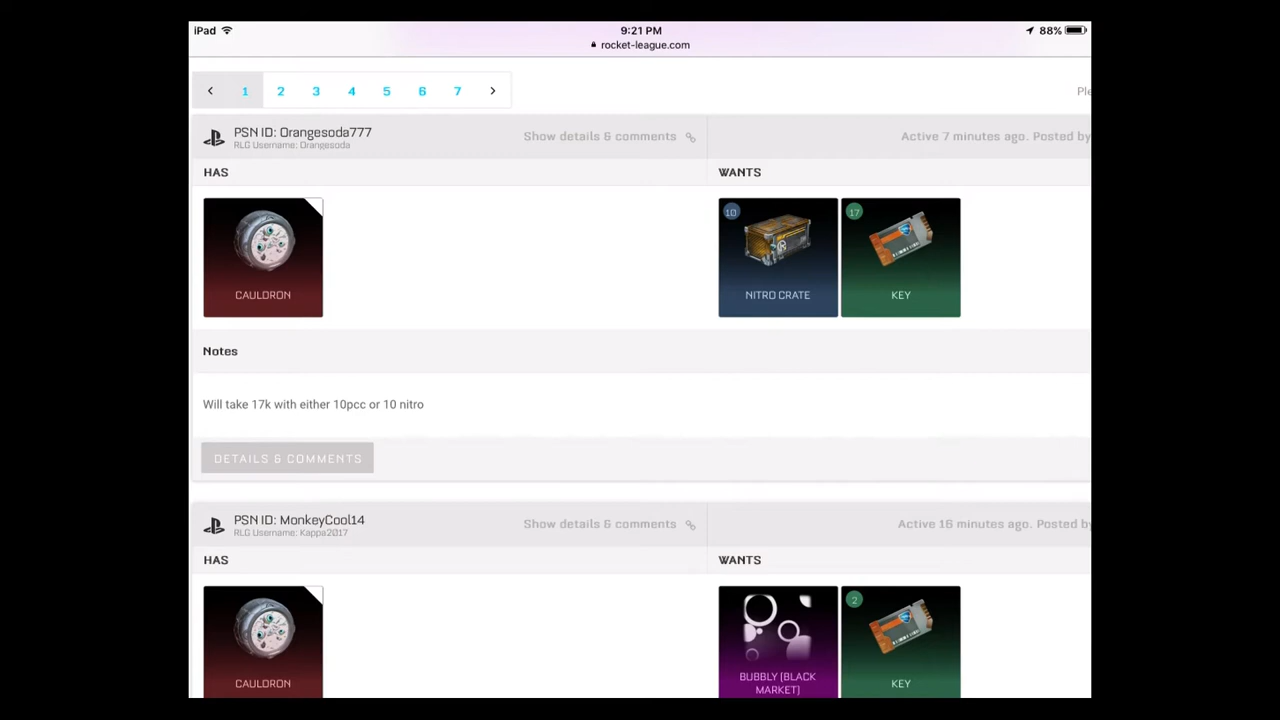 iPad 9:21 PM 88%
rocket-league.com
1 2 3 4 5 6 7 Ple
PSN ID: Orangesoda777 Show details & comments Active 7 minutes ago. Posted by
RLG Username: Orangesoda
HAS WANTS
10 17
CAULDRON NITRO CRATE KEY
Notes
Will take 17k with either 10pcc or 10 nitro
DETAILS & COMMENTS
PSN ID: MonkeyCool14 Show details & comments Active 16 minutes ago. Posted by
RLG Username: Kappa2017
HAS WANTS
2
CAULDRON BUBBLY (BLACK KEY
MARKET)